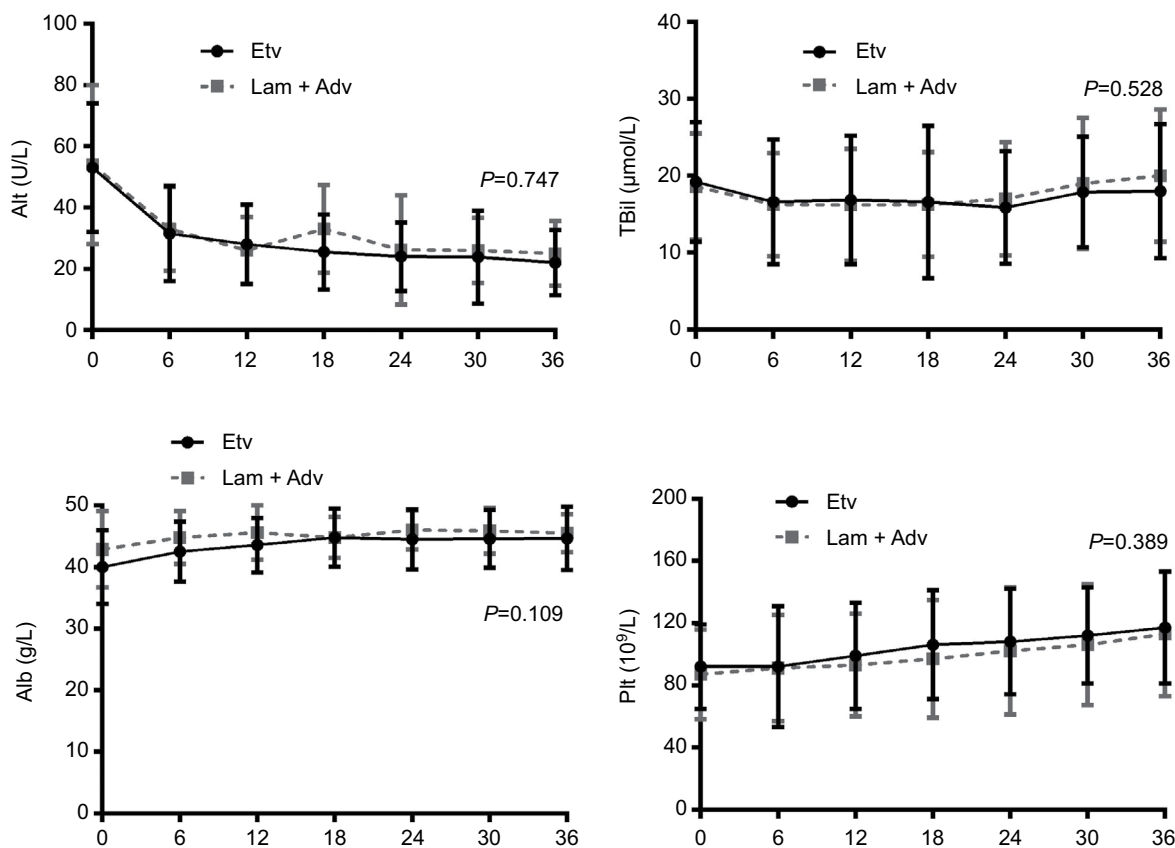 100
80
60
40
20
0
Alt (U/L)
Etv
Lam + Adv
P=0.747
0 6 12 18 24 30 36
40
30
20
10
0
TBil (μmol/L)
Etv
Lam + Adv
P=0.528
0 6 12 18 24 30 36
Etv
Lam + Adv
50
40
30
20
10
0
Alb (g/L)
P=0.109
0 6 12 18 24 30 36
200
160
120
80
40
0
Plt (10⁹/L)
Etv
Lam + Adv
P=0.389
0 6 12 18 24 30 36